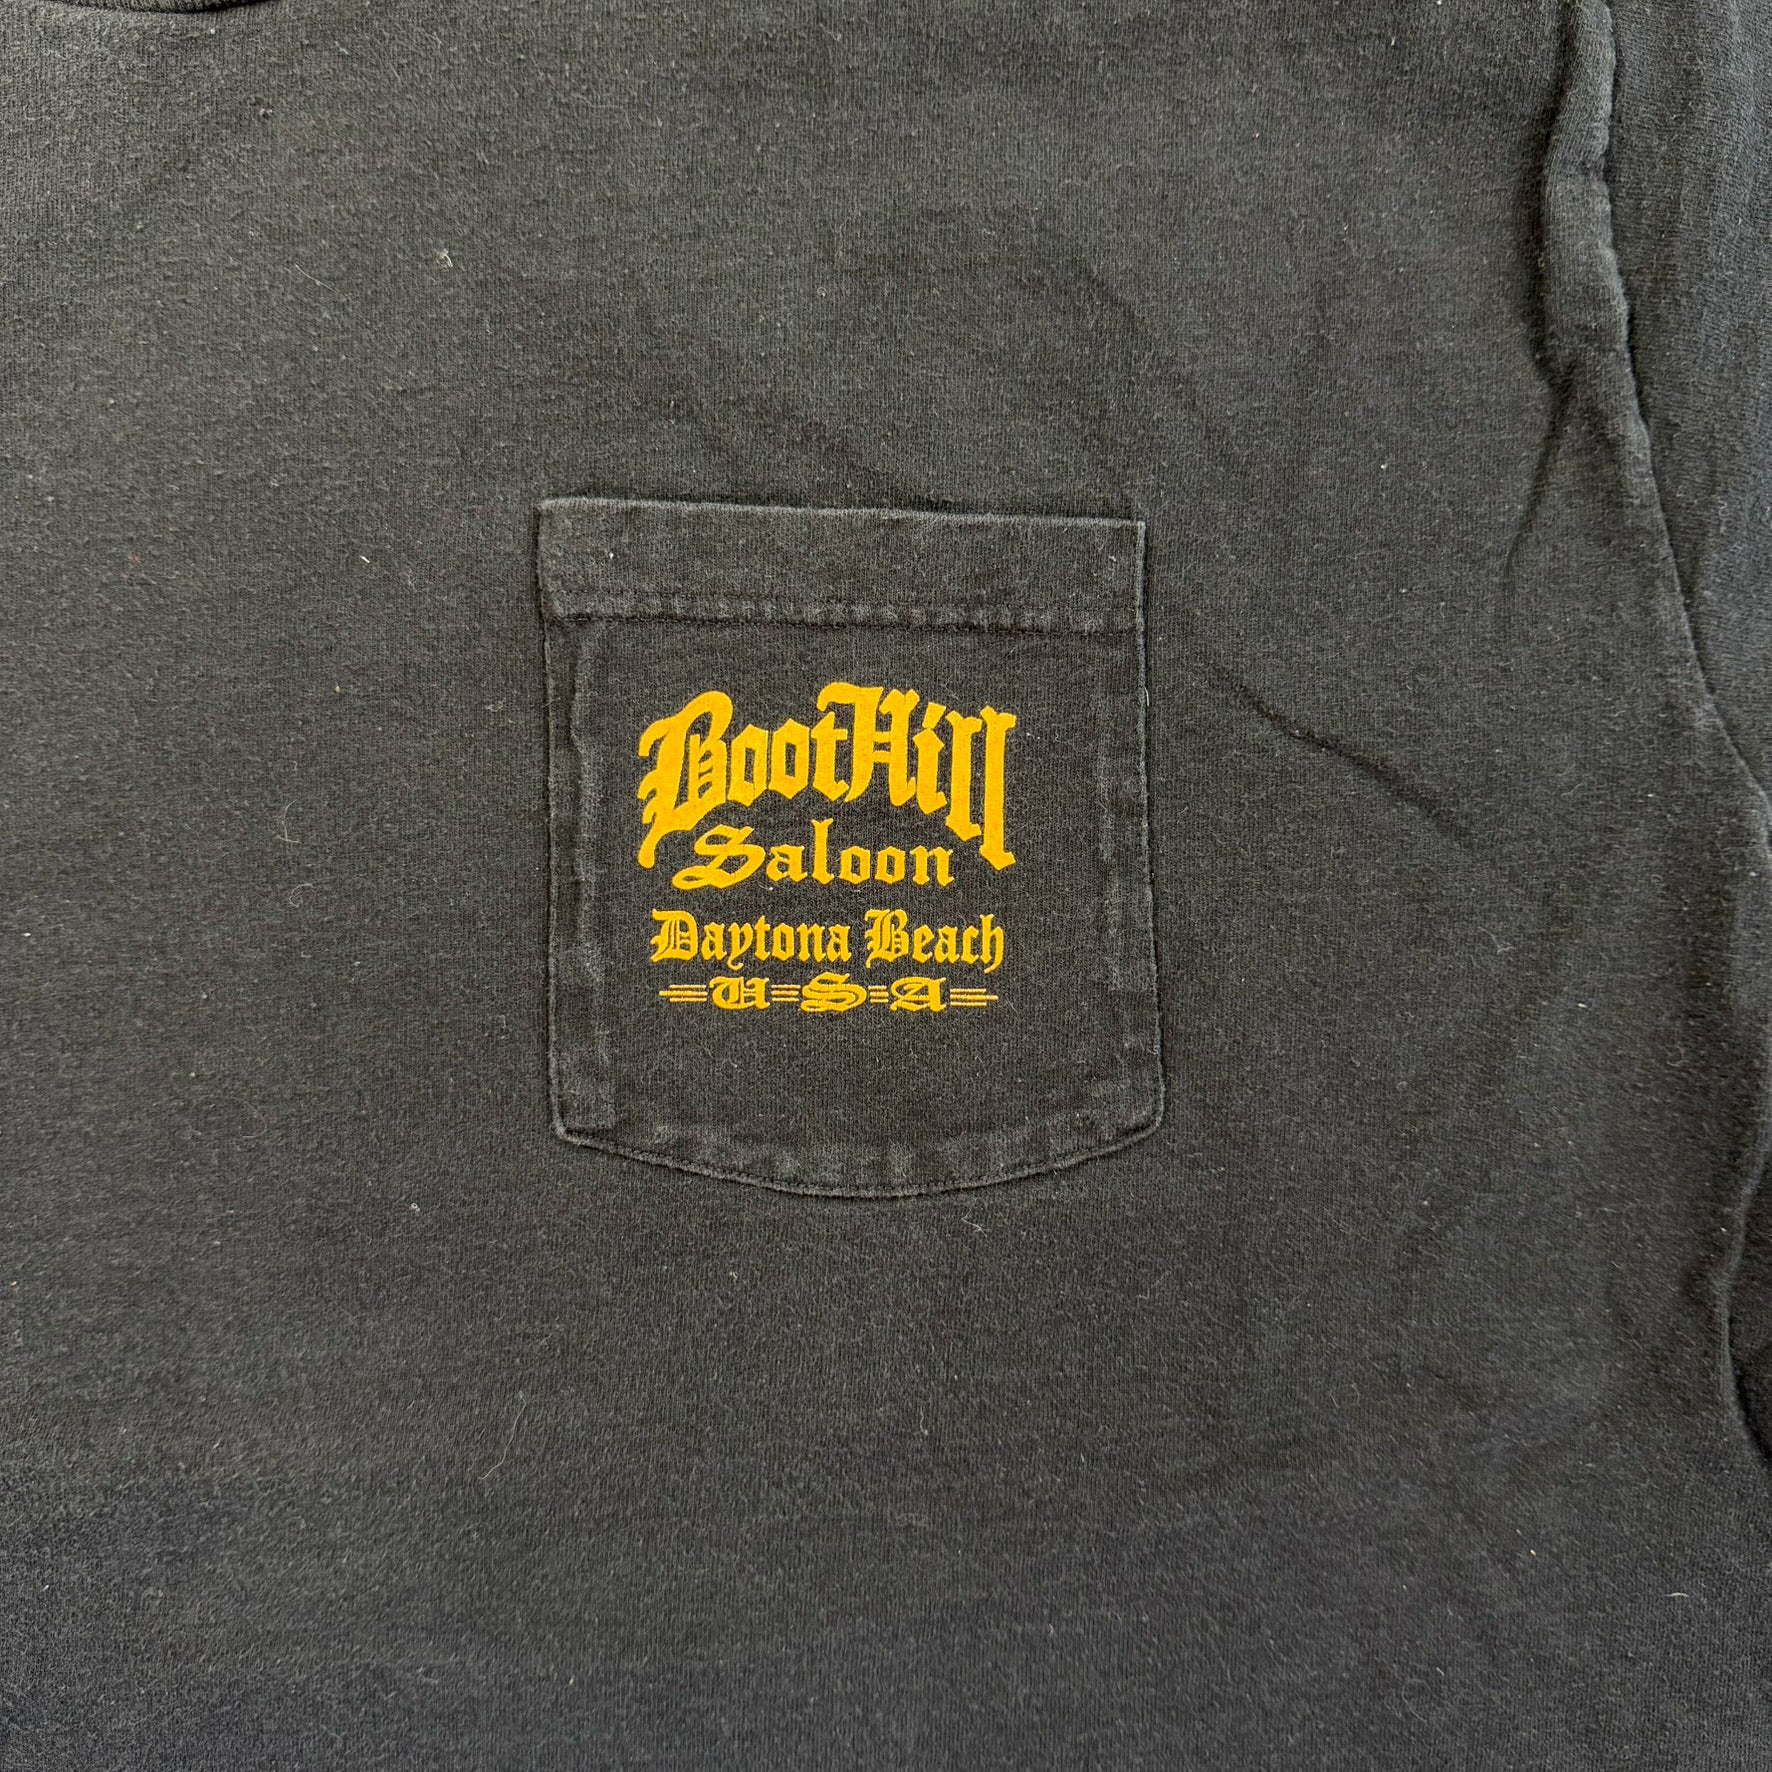 BootHill
Saloon
Daytona Beach
U=S=A